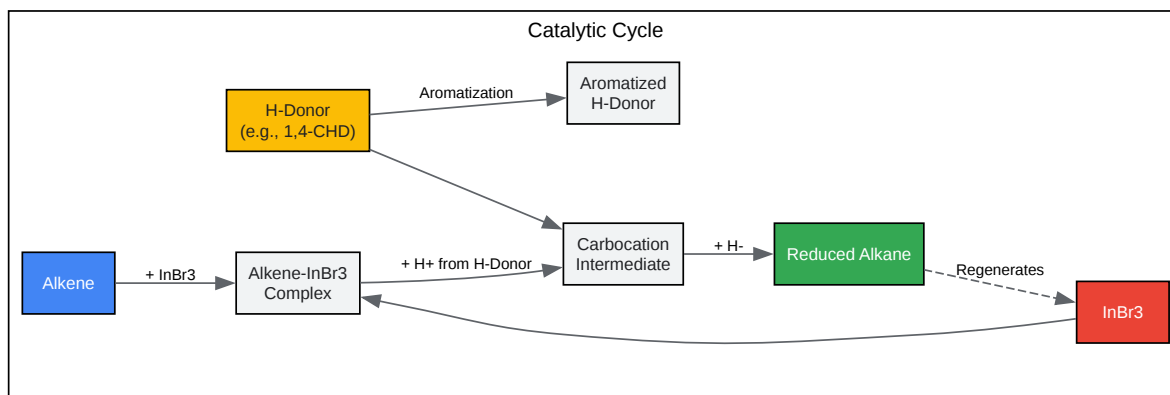 Catalytic Cycle
Aromatized
H-Donor
Aromatization
H-Donor
(e.g., 1,4-CHD)
Alkene
+ InBr3
Alkene-InBr3
Complex
+ H+ from H-Donor
Carbocation
Intermediate
+ H-
Reduced Alkane
Regenerates
InBr3